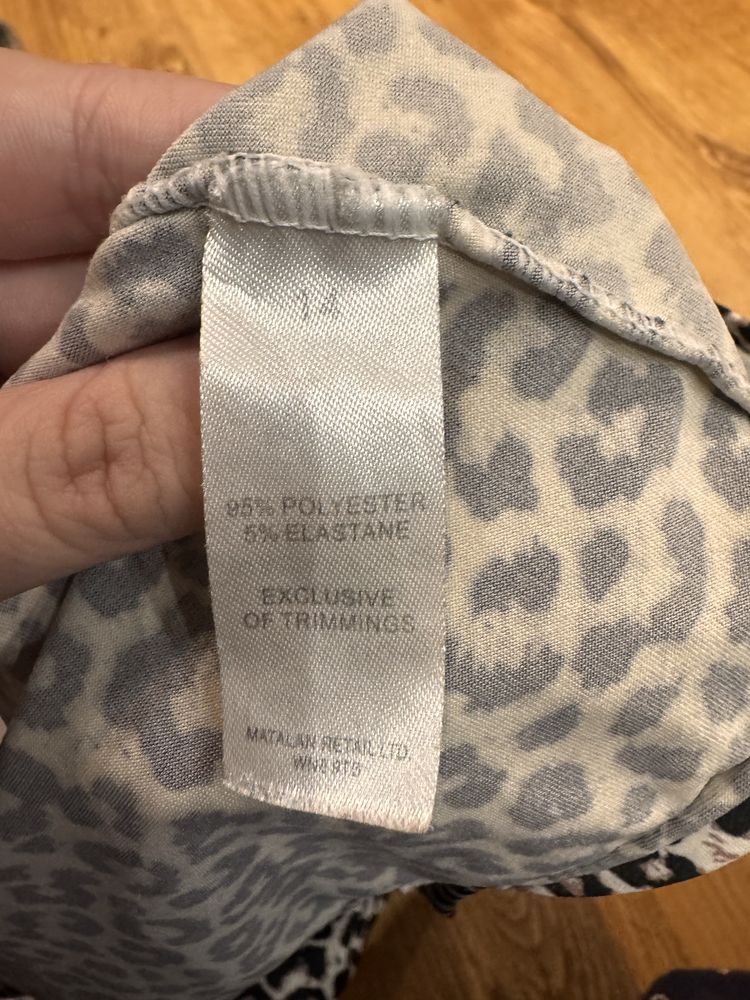 14
95% POLYESTER
5% ELASTANE
EXCLUSIVE
OF TRIMMINGS
MATALAN RETAIL LTD.